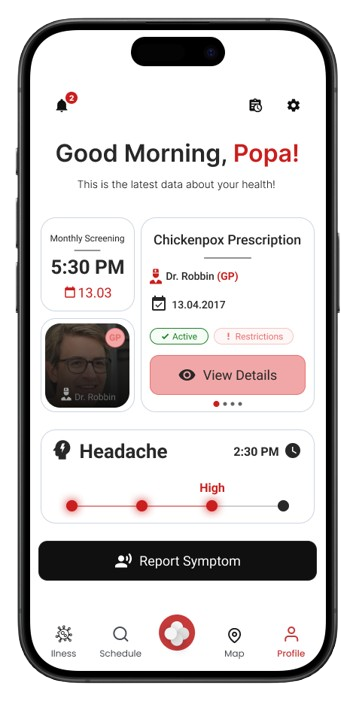 2
Good Morning, Popa!
This is the latest data about your health!
Monthly Screening
5:30 PM
13.03
GP
Dr. Robbin
Chickenpox Prescription
Dr. Robbin (GP)
13.04.2017
Active
! Restrictions
View Details
Headache
2:30 PM
High
Report Symptom
Ilness
Schedule
Map
Profile